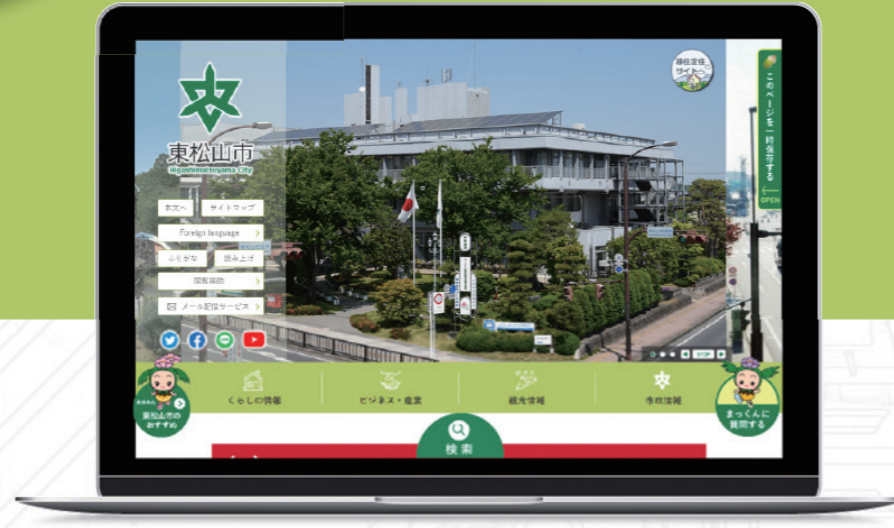 東松山市
Higashimatsuyama City
本文へ
サイトマップ
Foreign language
ふりがな
読み上げ
閲覧補助
メール配信サービス
移住定住
サイトへ
このページを一時保存する
OPEN
STOP
くらしの情報
ビジネス・産業
観光情報
市政情報
東松山市の
おすすめ
まっくんに
質問する
検索